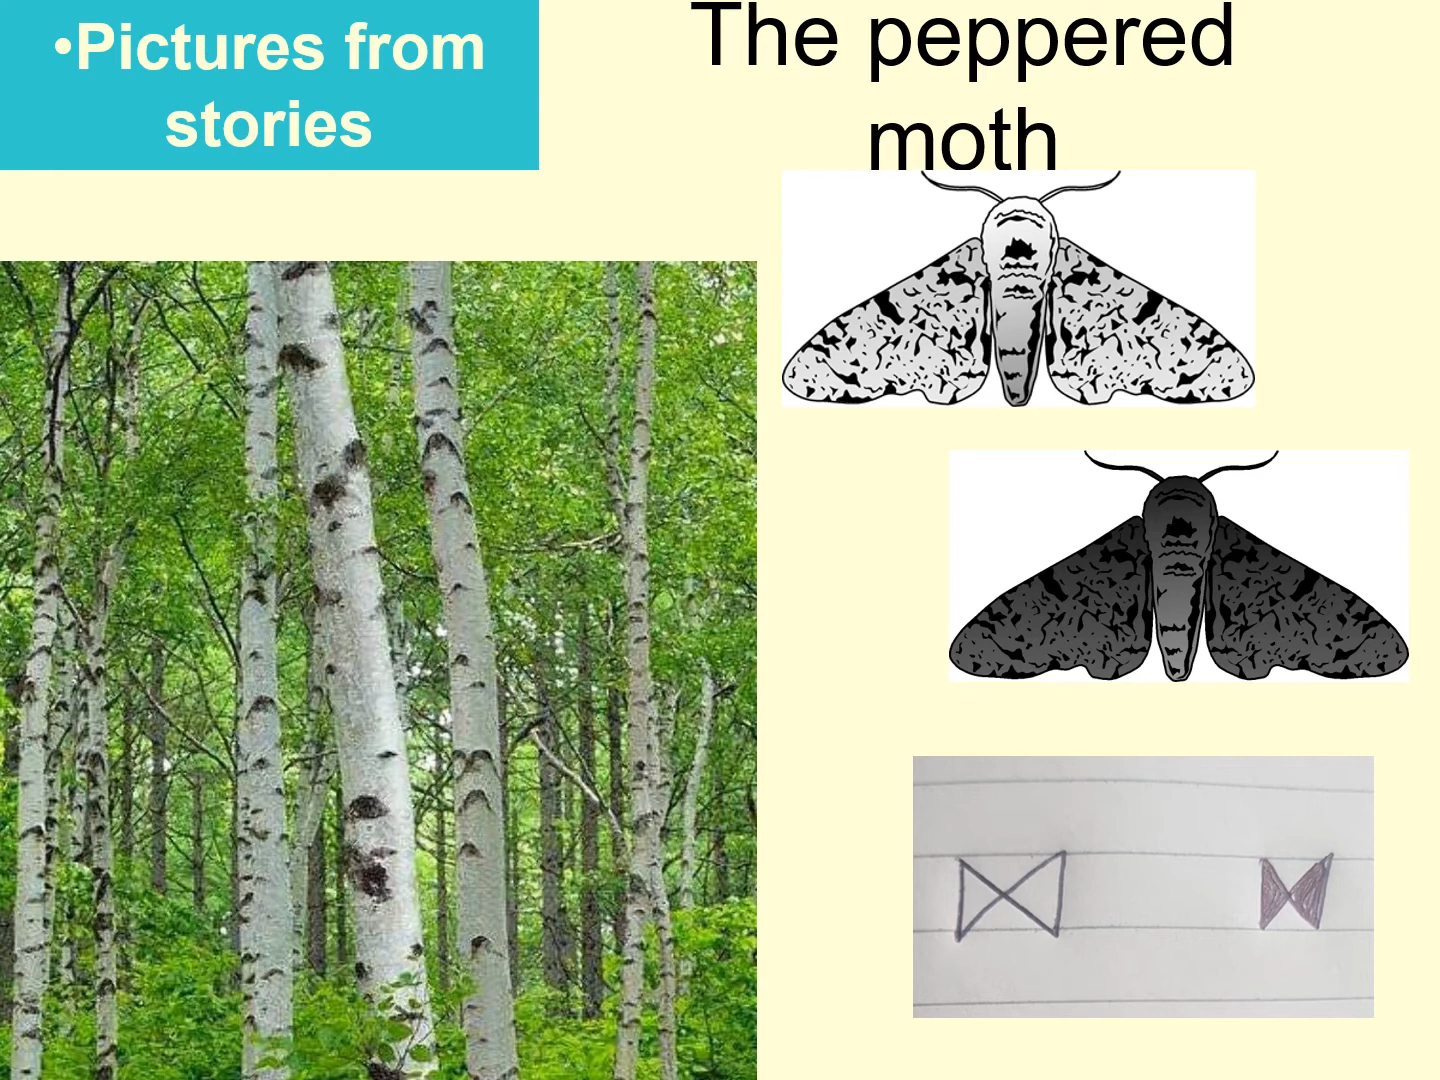 •Pictures from
stories
The peppered
moth